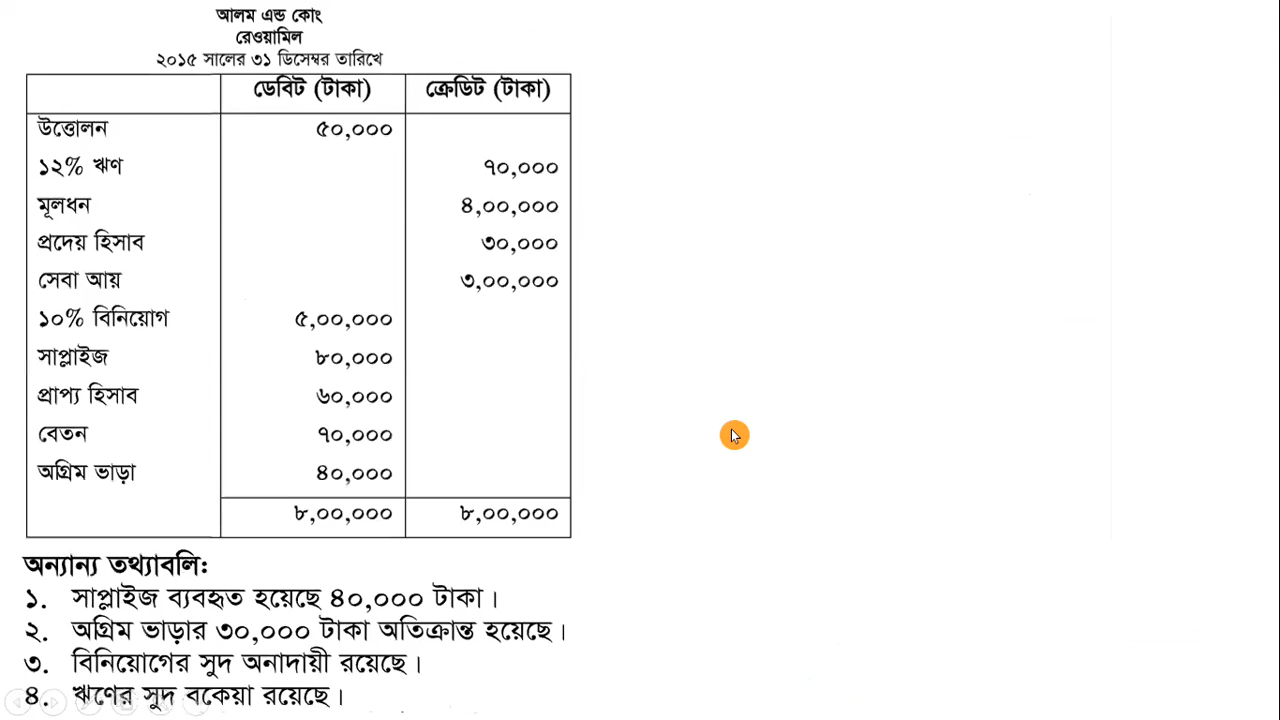 আলম এন্ড কোং
রেওয়ামিল
২০১৫ সালের ৩১ ডিসেম্বর তারিখে
ডেবিট (টাকা) ক্রেডিট (টাকা)
উত্তোলন ৫০,০০০
১২% ঋণ ৭০,০০০
মূলধন ৪,০০,০০০
প্রদেয় হিসাব ৩০,০০০
সেবা আয় ৩,০০,০০০
১০% বিনিয়োগ ৫,০০,০০০
সাপ্লাইজ ৮০,০০০
প্রাপ্য হিসাব ৬০,০০০
বেতন ৭০,০০০
অগ্রিম ভাড়া ৪০,০০০
৮,০০,০০০ ৮,০০,০০০
অন্যান্য তথ্যাবলি:
১. সাপ্লাইজ ব্যবহৃত হয়েছে ৪০,০০০ টাকা।
২. অগ্রিম ভাড়ার ৩০,০০০ টাকা অতিক্রান্ত হয়েছে।
৩. বিনিয়োগের সুদ অনাদায়ী রয়েছে।
৪. ঋণের সুদ বকেয়া রয়েছে।